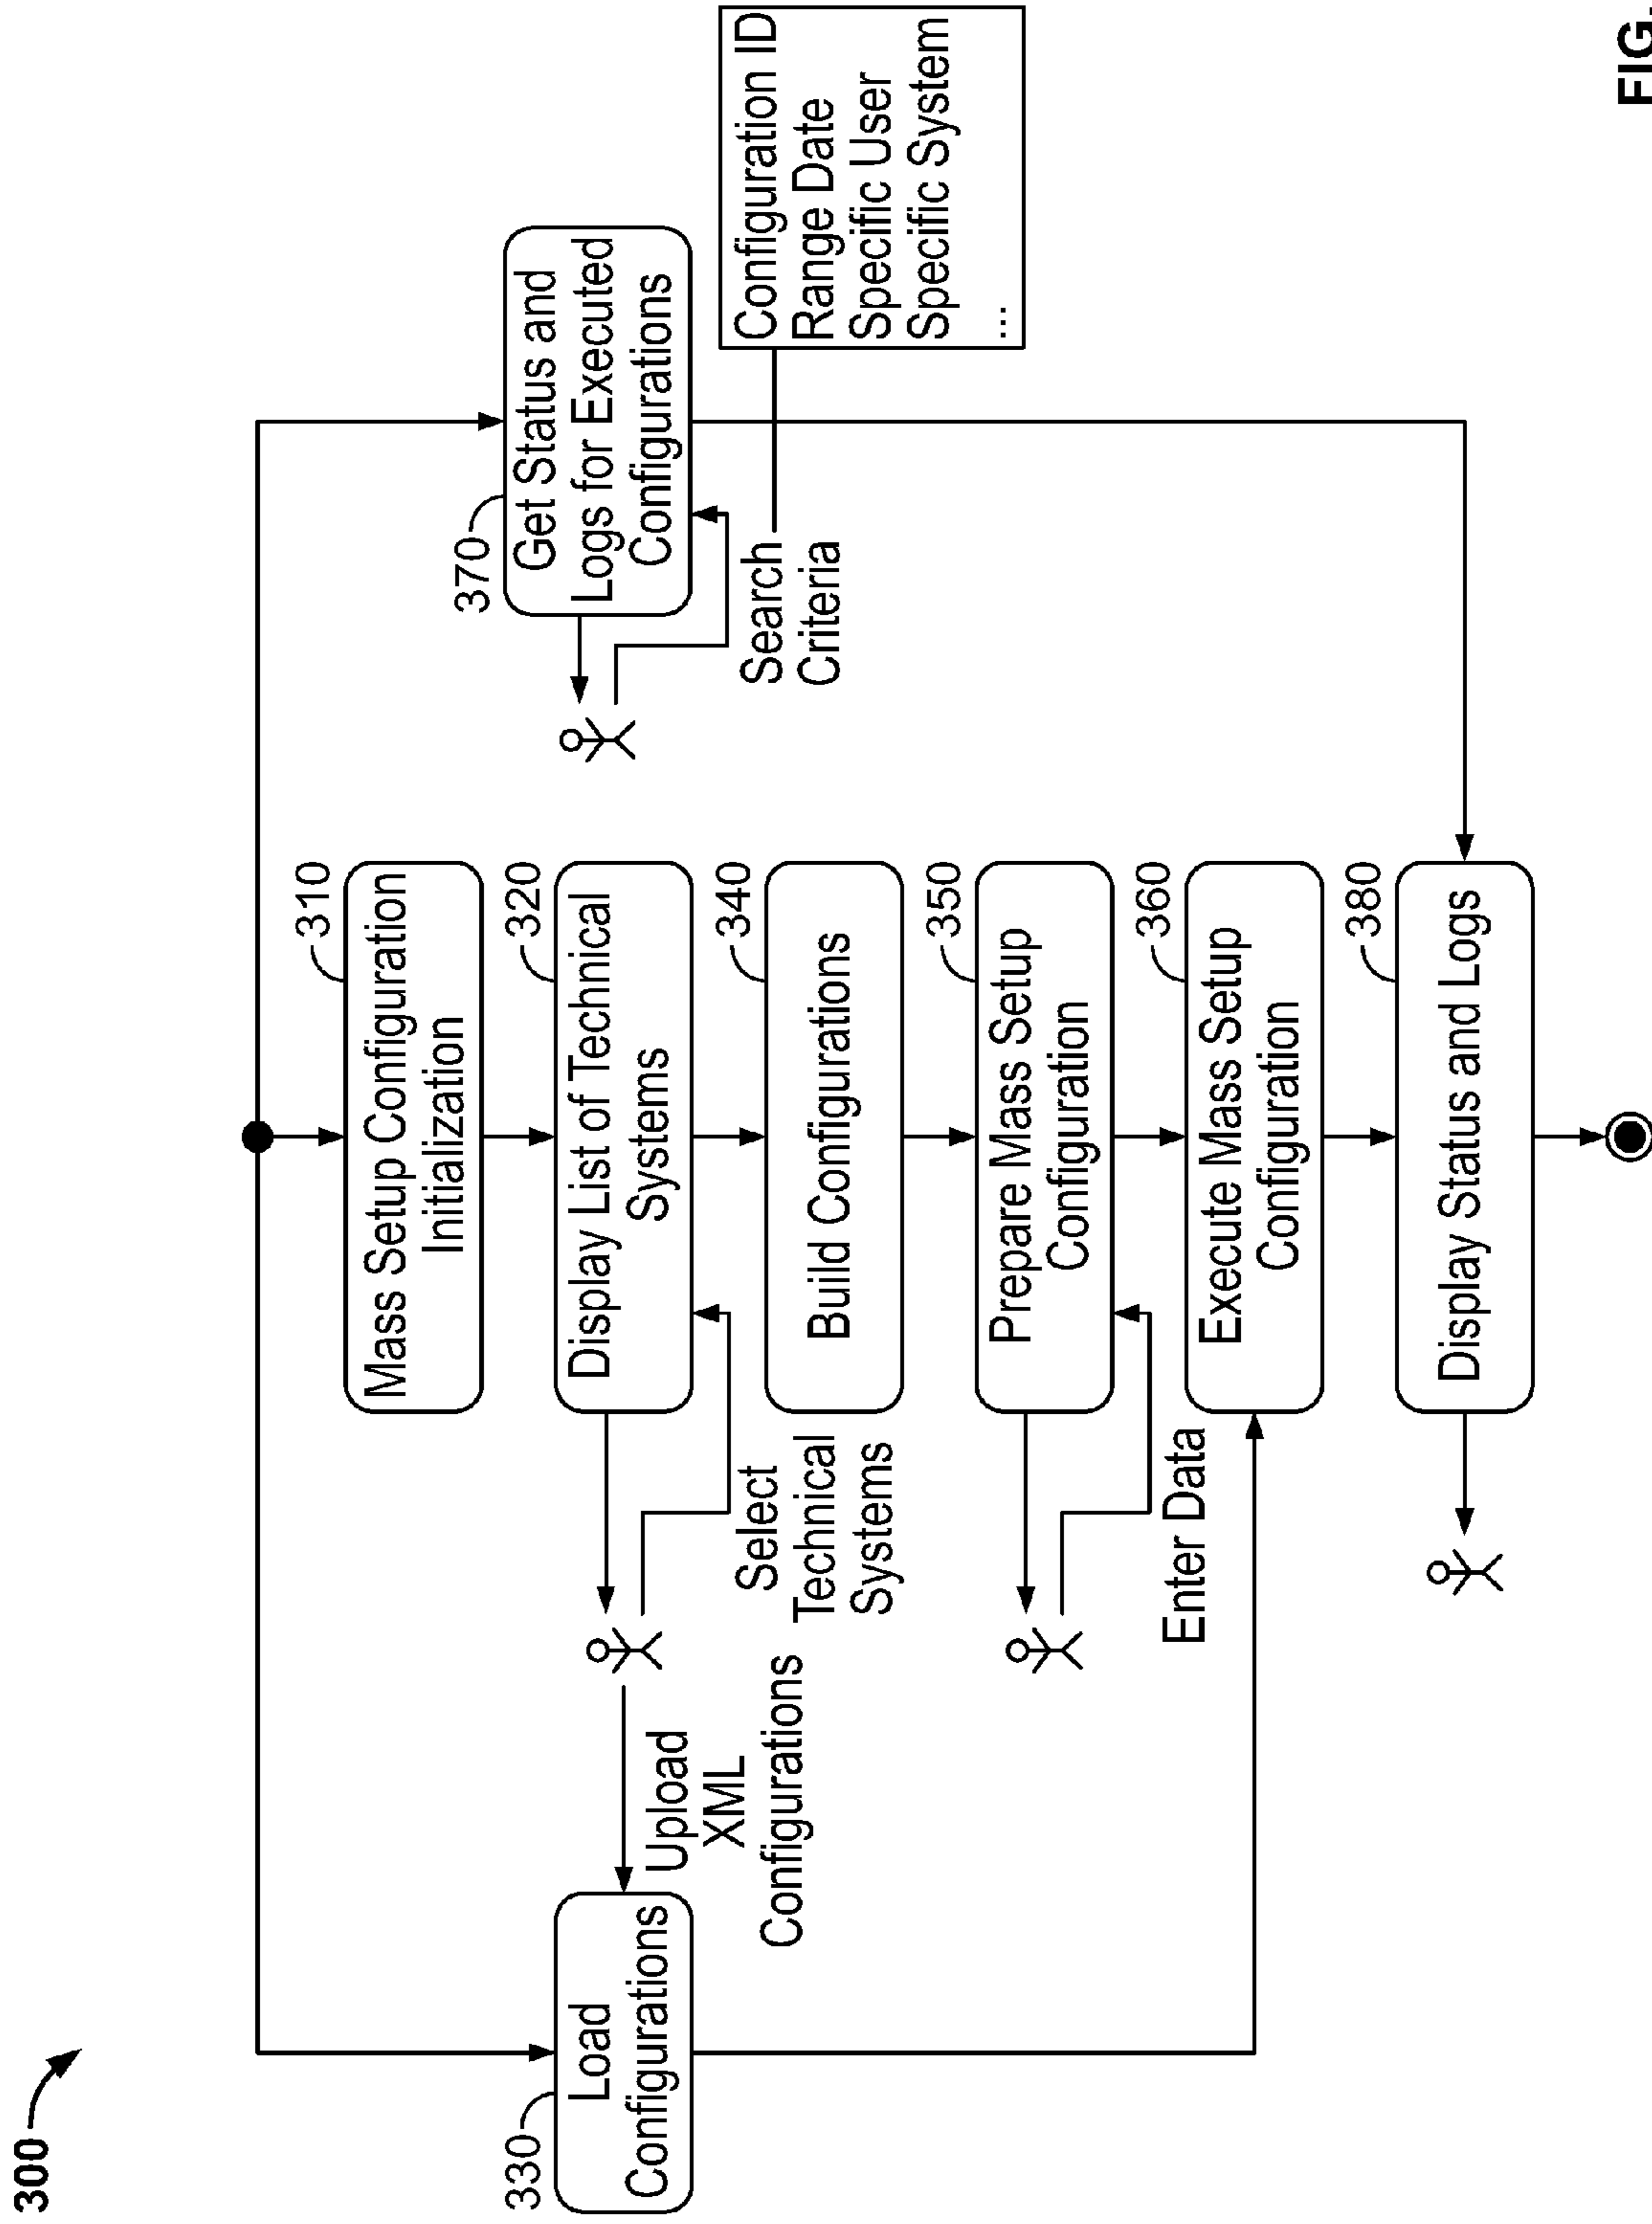 300
310
Mass Setup Configuration
Initialization
320
Display List of Technical
Systems
330
Load
Configurations
Upload
XML
Configurations
Select
Technical
Systems
340
Build Configurations
350
Prepare Mass Setup
Configuration
Enter Data
360
Execute Mass Setup
Configuration
370
Get Status and
Logs for Executed
Configurations
Search
Criteria
Configuration ID
Range Date
Specific User
Specific System
...
380
Display Status and Logs
FIG.